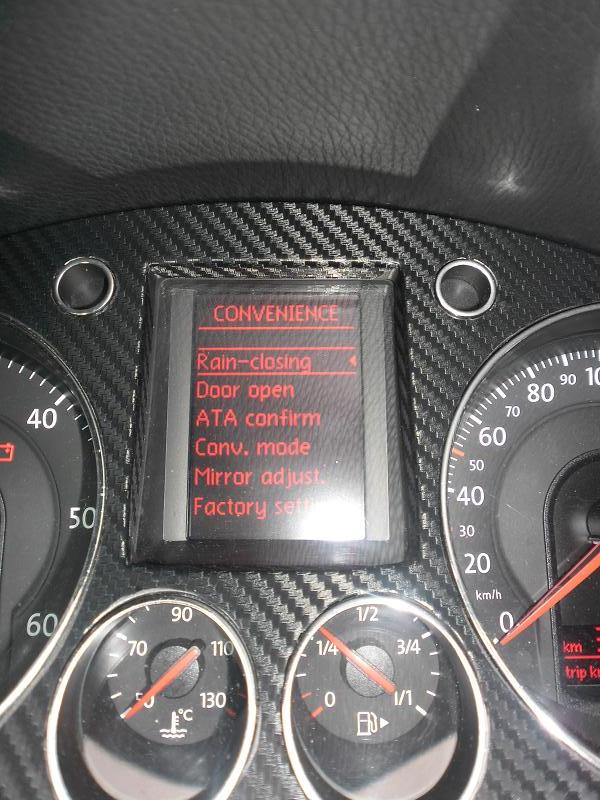 CONVENIENCE
Rain-closing
Door open
ATA confirm
Conv. mode
Mirror adjust.
Factory
40
50
60
0
20
30
40
50
60
70
80
90
km/h
km
trip
50
70
90
110
130
°C
0
1/4
1/2
3/4
1/1